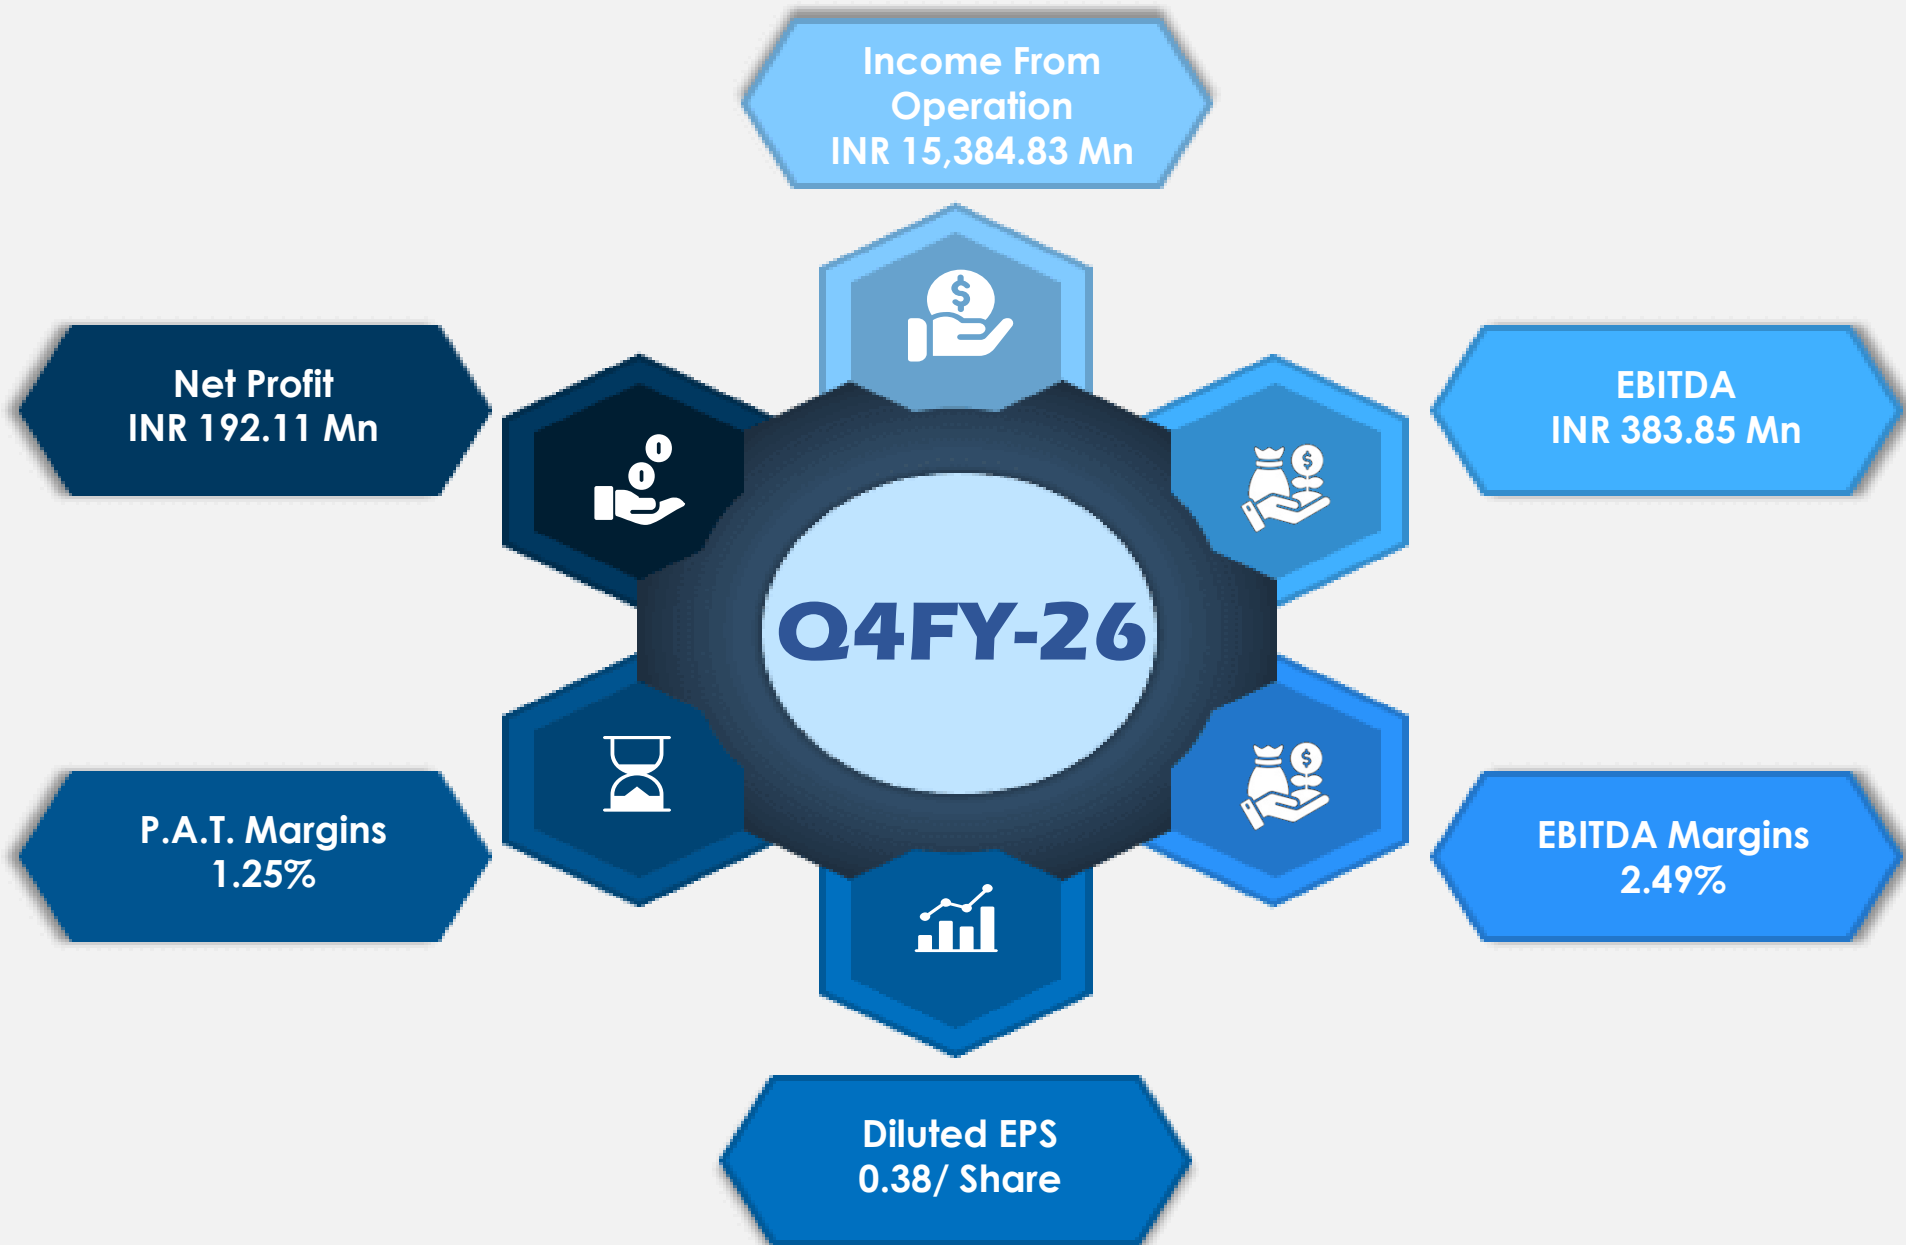 Income From
Operation
INR 15,384.83 Mn
Net Profit
INR 192.11 Mn
EBITDA
INR 383.85 Mn
Q4FY-26
P.A.T. Margins
1.25%
EBITDA Margins
2.49%
Diluted EPS
0.38/ Share